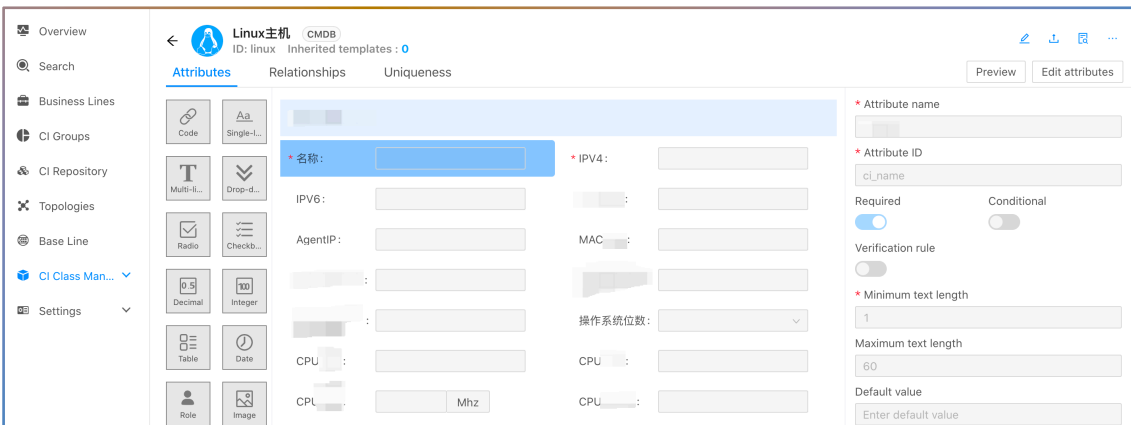 Overview
Search
Business Lines
CI Groups
CI Repository
Topologies
Base Line
CI Class Man...
Settings
Linux主机 CMDB
ID: linux Inherited templates : 0
Attributes Relationships Uniqueness
Preview Edit attributes
Code Single-l...
Multi-li... Drop-d...
Radio Checkb...
0.5 100
Decimal Integer
Table Date
Role Image
Aa
T
* 名称: * IPV4:
IPV6: :
AgentIP: MAC :
: 
: 操作系统位数:
CPU : CPU :
CPU Mhz CPU :
* Attribute name
* Attribute ID
ci_name
Required Conditional
Verification rule
* Minimum text length
1
Maximum text length
60
Default value
Enter default value